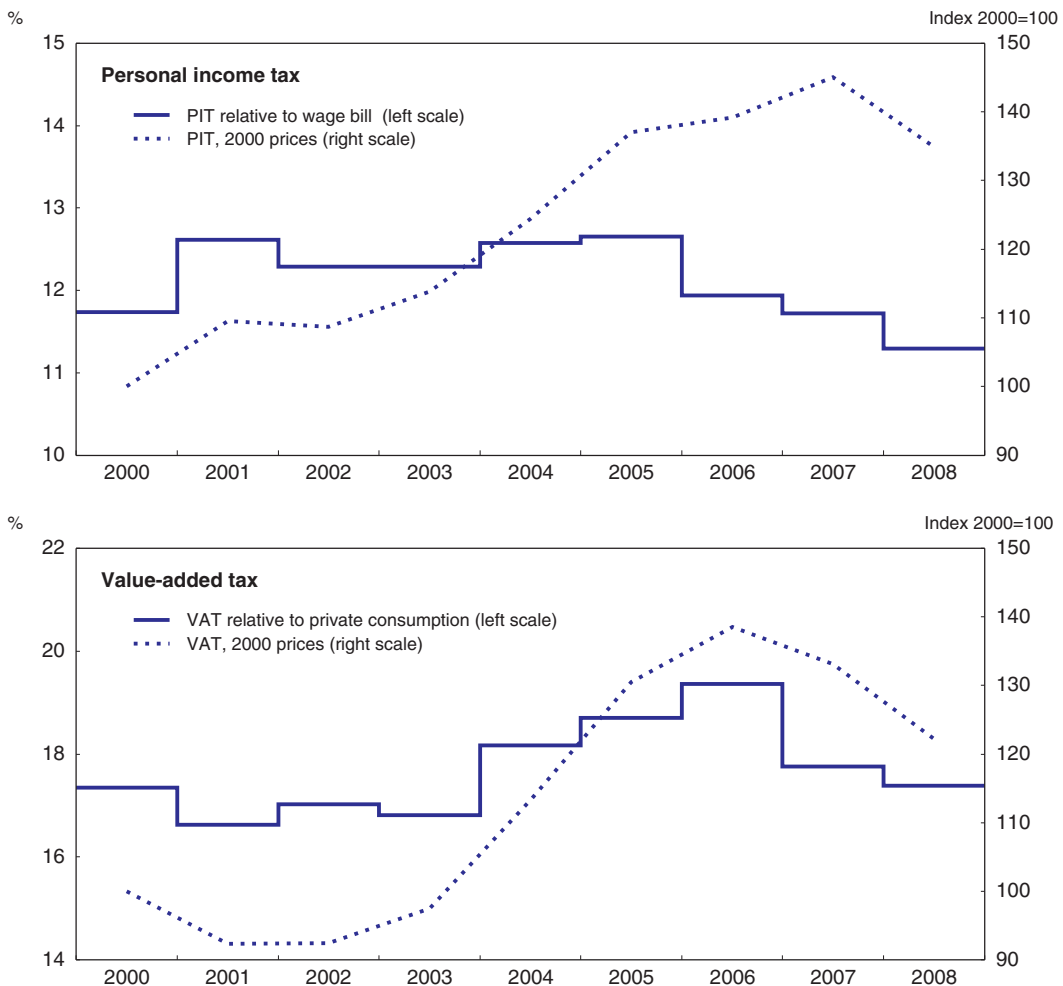 % Index 2000=100
15 150
Personal income tax
PIT relative to wage bill (left scale)
14 140
PIT, 2000 prices (right scale)
13 130
12 120
11 110
100
10 90
2000 2001 2002 2003 2004 2005 2006 2007 2008
% Index 2000=100
22 150
Value-added tax
VAT relative to private consumption (left scale)
140
VAT, 2000 prices (right scale)
20
130
18 120
110
16
100
14 90
2000 2001 2002 2003 2004 2005 2006 2007 2008